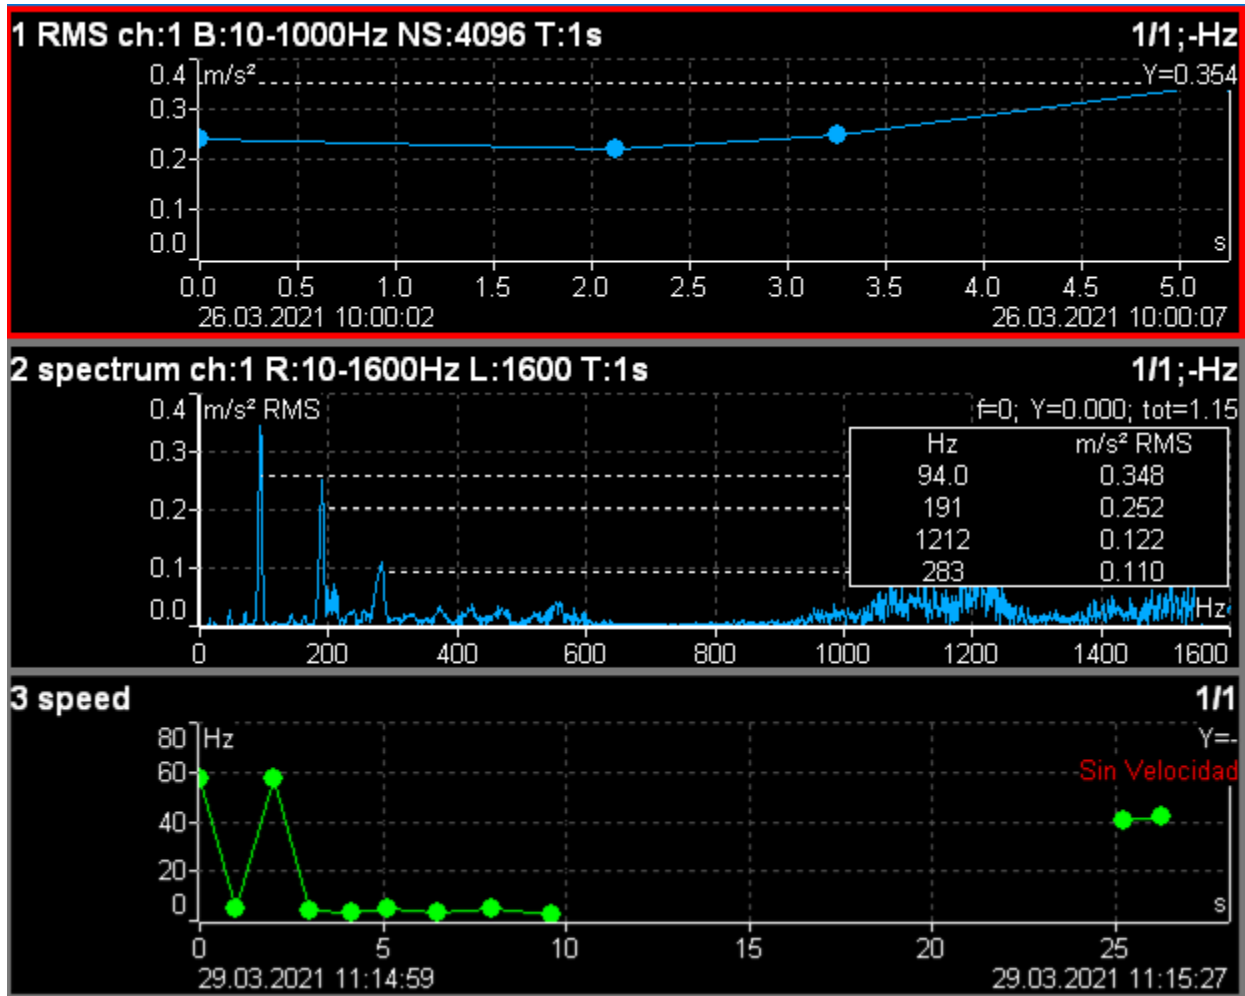 1 RMS ch:1 B:10-1000Hz NS:4096 T:1s 1/1;-Hz
0.4 m/s² Y=0.354
0.3
0.2
0.1
0.0 s
0.0 0.5 1.0 1.5 2.0 2.5 3.0 3.5 4.0 4.5 5.0
26.03.2021 10:00:02 26.03.2021 10:00:07
2 spectrum ch:1 R:10-1600Hz L:1600 T:1s 1/1;-Hz
0.4 m/s² RMS f=0; Y=0.000; tot=1.15
Hz m/s² RMS
0.3 94.0 0.348
0.2 191 0.252
1212 0.122
0.1 283 0.110
0.0 Hz
0 200 400 600 800 1000 1200 1400 1600
3 speed 1/1
80 Hz Y=-
60 Sin Velocidad
40
20
0 s
0 5 10 15 20 25
29.03.2021 11:14:59 29.03.2021 11:15:27